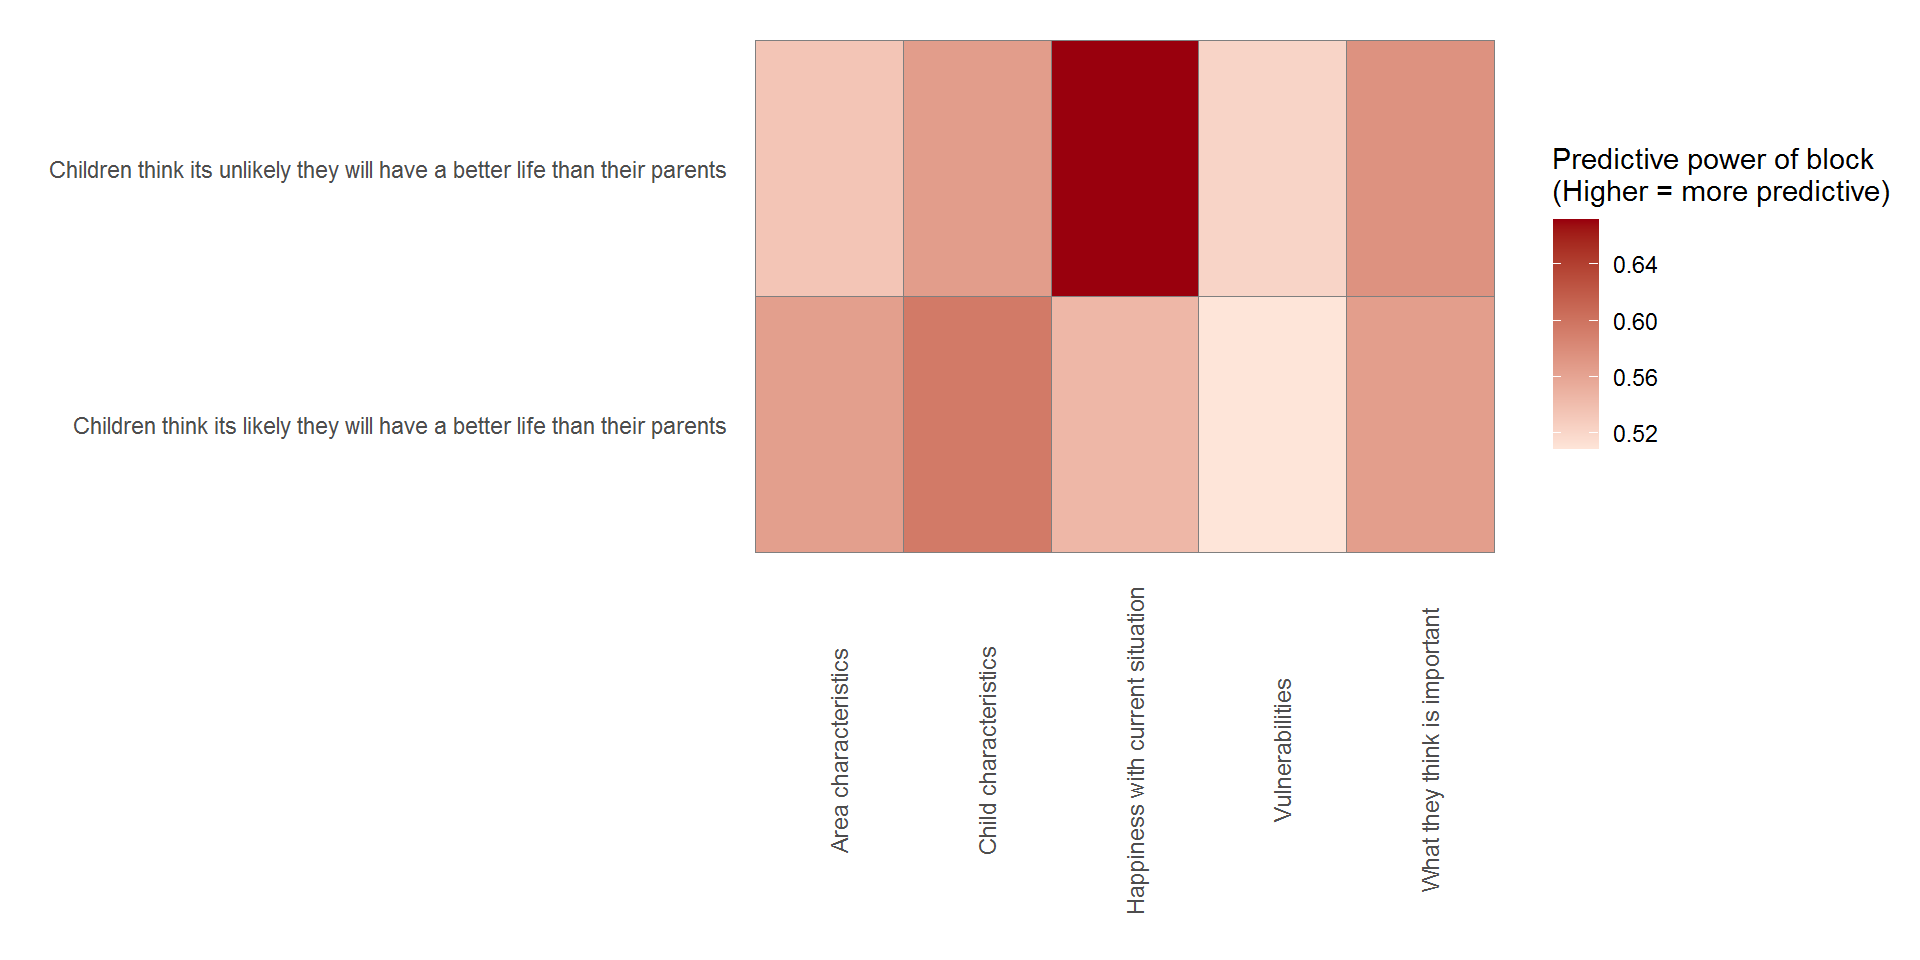 Children think its unlikely they will have a better life than their parents
Children think its likely they will have a better life than their parents
Area characteristics
Child characteristics
Happiness with current situation
Vulnerabilities
What they think is important
Predictive power of block
(Higher = more predictive)
0.64
0.60
0.56
0.52